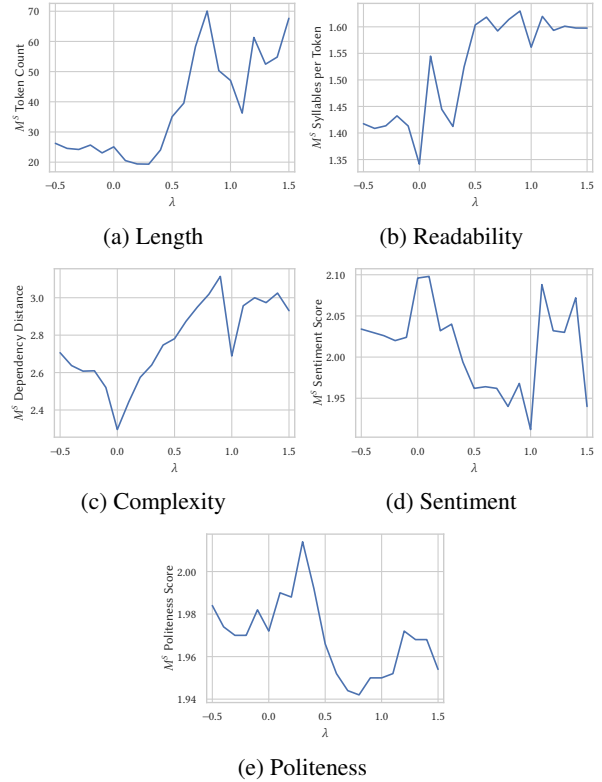 70
60
50
40
30
20
M^S Token Count
−0.5 0.0 0.5 1.0 1.5
λ
(a) Length
1.60
1.55
1.50
1.45
1.40
1.35
M^S Syllables per Token
−0.5 0.0 0.5 1.0 1.5
λ
(b) Readability
3.0
2.8
2.6
2.4
M^S Dependency Distance
−0.5 0.0 0.5 1.0 1.5
λ
(c) Complexity
2.10
2.05
2.00
1.95
M^S Sentiment Score
−0.5 0.0 0.5 1.0 1.5
λ
(d) Sentiment
2.00
1.98
1.96
1.94
M^S Politeness Score
−0.5 0.0 0.5 1.0 1.5
λ
(e) Politeness